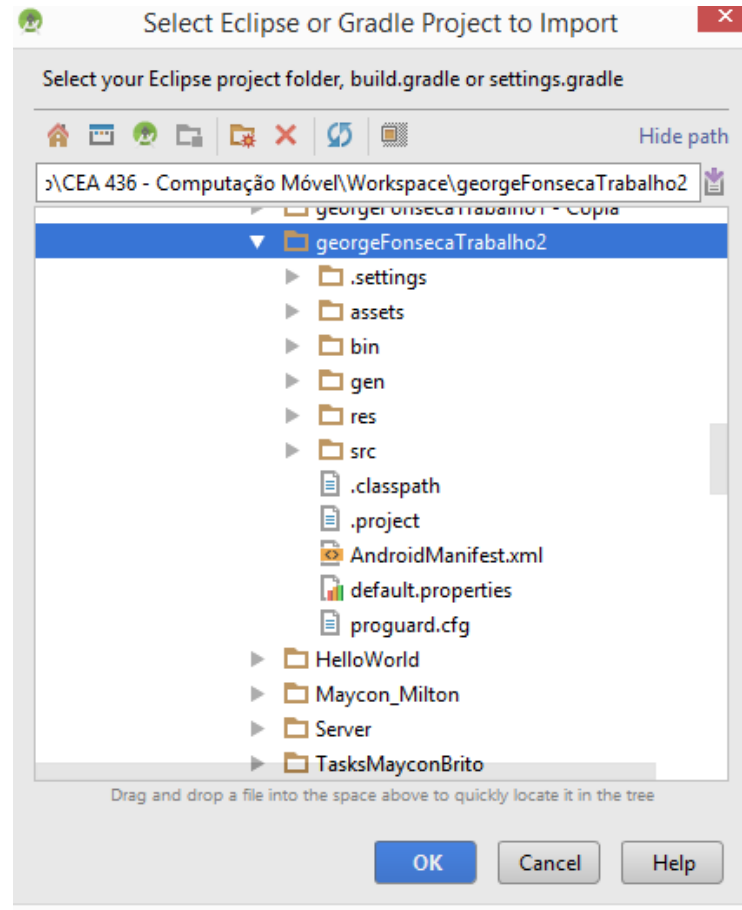 Select Eclipse or Gradle Project to Import
Select your Eclipse project folder, build.gradle or settings.gradle
Hide path
o\CEA 436 - Computação Móvel\Workspace\georgeFonsecaTrabalho2
georgeFonsecaTrabalho1 - Copia
georgeFonsecaTrabalho2
.settings
assets
bin
gen
res
src
.classpath
.project
AndroidManifest.xml
default.properties
proguard.cfg
HelloWorld
Maycon_Milton
Server
TasksMayconBrito
Drag and drop a file into the space above to quickly locate it in the tree
OK Cancel Help